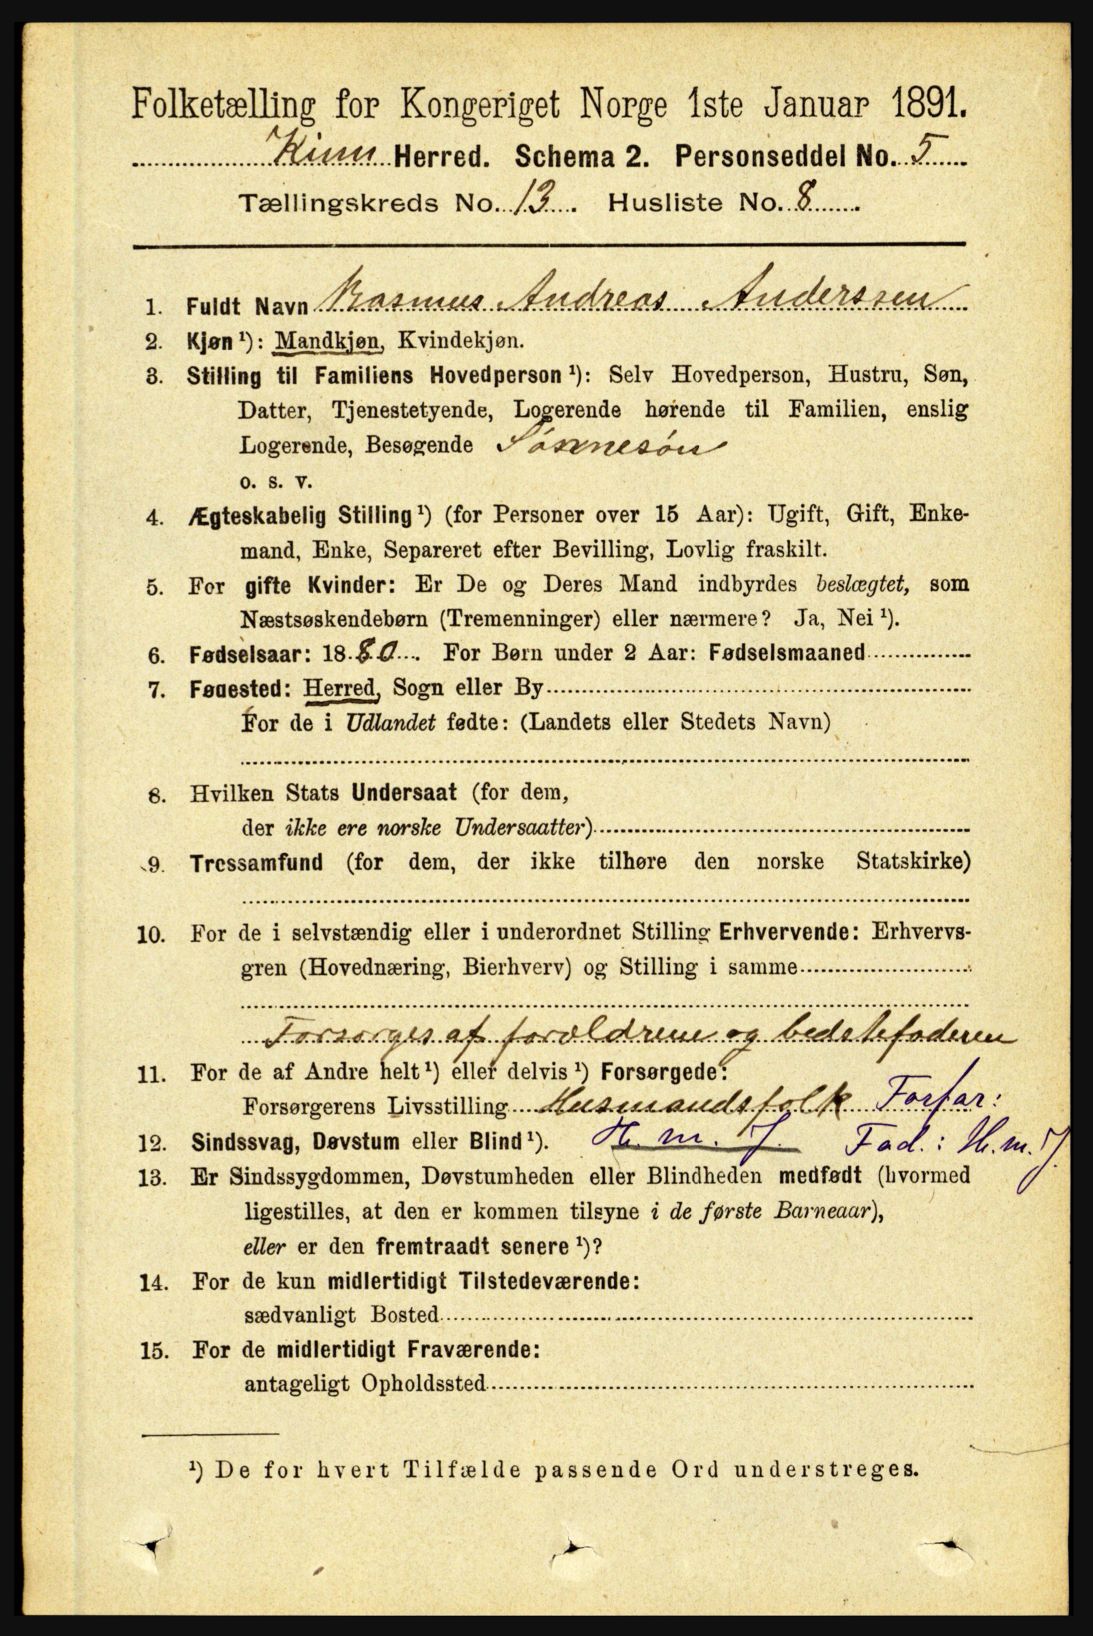 Folketælling for Kongeriget Norge 1ste Januar 1891.
Kinn Herred. Schema 2. Personseddel No. 5
Tællingskreds No. 13. Husliste No. 8.
1. Fuldt Navn Rasmus Andreas Anderssen
2. Kjøn ¹): Mandkjøn, Kvindekjøn.
3. Stilling til Familiens Hovedperson ¹): Selv Hovedperson, Hustru, Søn,
Datter, Tjenestetyende, Logerende hørende til Familien, enslig
Logerende, Besøgende Sønnesøn
o. s. v.
4. Ægteskabelig Stilling ¹) (for Personer over 15 Aar): Ugift, Gift, Enke-
mand, Enke, Separeret efter Bevilling, Lovlig fraskilt.
5. For gifte Kvinder: Er De og Deres Mand indbyrdes beslægtet, som
Næstsøskendebørn (Tremenninger) eller nærmere? Ja, Nei ¹).
6. Fødselsaar: 1880. For Børn under 2 Aar: Fødselsmaaned
7. Fødested: Herred, Sogn eller By
For de i Udlandet fødte: (Landets eller Stedets Navn)
8. Hvilken Stats Undersaat (for dem,
der ikke ere norske Undersaatter)
9. Trossamfund (for dem, der ikke tilhøre den norske Statskirke)
10. For de i selvstændig eller i underordnet Stilling Erhvervende: Erhvervs-
gren (Hovednæring, Bierhverv) og Stilling i samme
Forsørges af forældrene og bedstefaderen
11. For de af Andre helt ¹) eller delvis ¹) Forsørgede:
Forsørgerens Livsstilling Husmandsfolk Farfar:
12. Sindssvag, Døvstum eller Blind ¹). H. m. J. Fad.: H. m. J.
13. Er Sindssygdommen, Døvstumheden eller Blindheden medfødt (hvormed
ligestilles, at den er kommen tilsyne i de første Barneaar),
eller er den fremtraadt senere ¹)?
14. For de kun midlertidigt Tilstedeværende:
sædvanligt Bosted
15. For de midlertidigt Fraværende:
antageligt Opholdssted
¹) De for hvert Tilfælde passende Ord understreges.